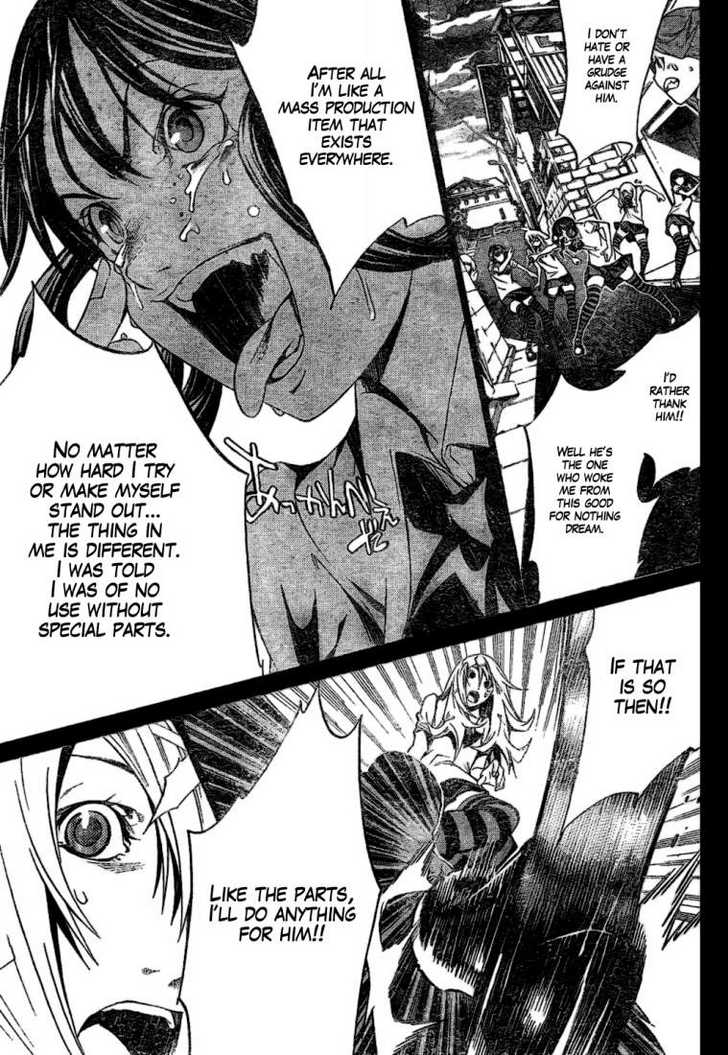 I DON'T
HATE OR
HAVE A
GRUDGE
AGAINST
HIM.
I'D
RATHER
THANK
HIM!!
WELL HE'S
THE ONE
WHO WOKE
ME FROM
THIS GOOD
FOR NOTHING
DREAM.
AFTER ALL
I'M LIKE A
MASS PRODUCTION
ITEM THAT
EXISTS
EVERYWHERE.
NO MATTER
HOW HARD I TRY
OR MAKE MYSELF
STAND OUT...
THE THING IN
ME IS DIFFERENT.
I WAS TOLD
I WAS OF NO
USE WITHOUT
SPECIAL PARTS.
IF THAT
IS SO
THEN!!
LIKE THE PARTS,
I'LL DO ANYTHING
FOR HIM!!